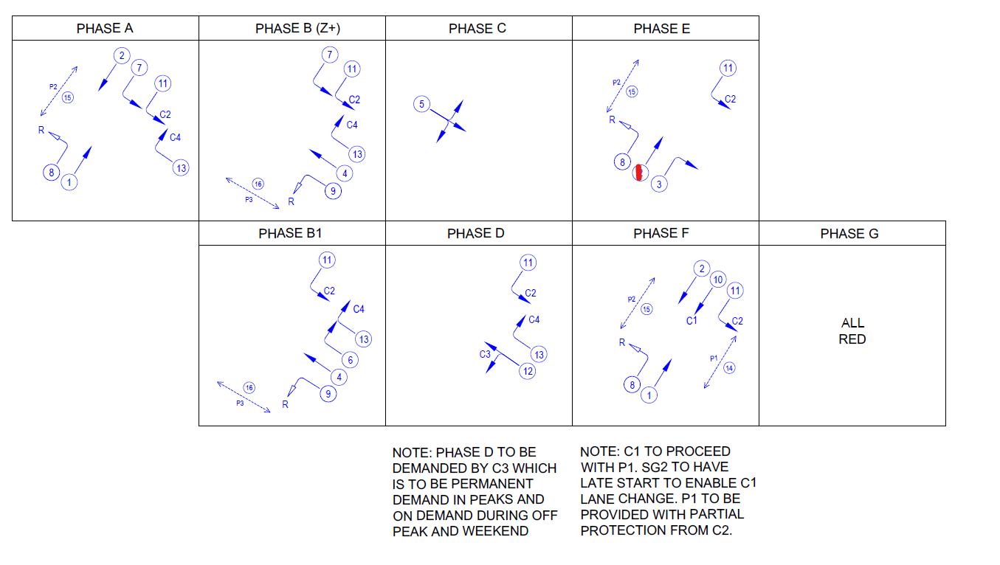 PHASE A
PHASE B (Z+)
PHASE C
PHASE E
2
7
11
P2
15
C2
R
C4
8
1
13
7
11
C2
C4
13
4
16
P3
R
9
5
11
P2
15
C2
R
8
3
PHASE B1
PHASE D
PHASE F
PHASE G
11
C2
C4
13
6
4
16
P3
R
9
11
C2
C4
C3
13
12
2
10
11
P2
15
C1
C2
R
P1
14
8
1
ALL
RED
NOTE: PHASE D TO BE
DEMANDED BY C3 WHICH
IS TO BE PERMANENT
DEMAND IN PEAKS AND
ON DEMAND DURING OFF
PEAK AND WEEKEND
NOTE: C1 TO PROCEED
WITH P1. SG2 TO HAVE
LATE START TO ENABLE C1
LANE CHANGE. P1 TO BE
PROVIDED WITH PARTIAL
PROTECTION FROM C2.